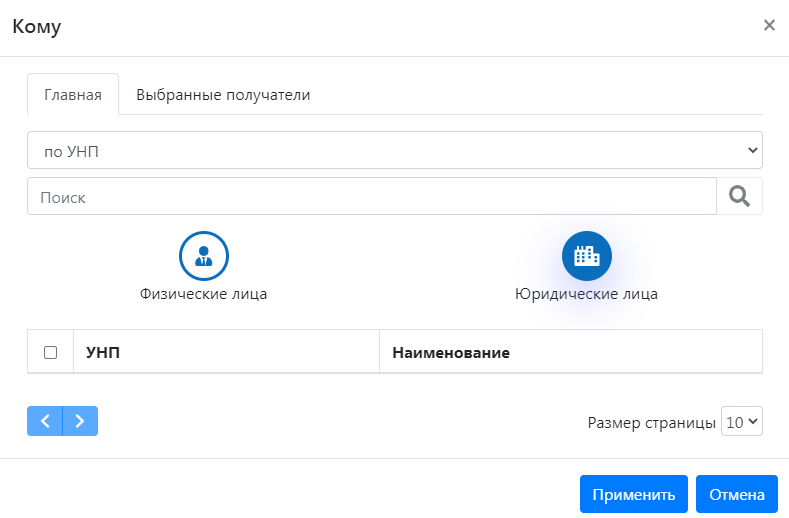 Кому
×
Главная
Выбранные получатели
по УНП
Поиск
Физические лица
Юридические лица
УНП
Наименование
Размер страницы 10
Применить
Отмена